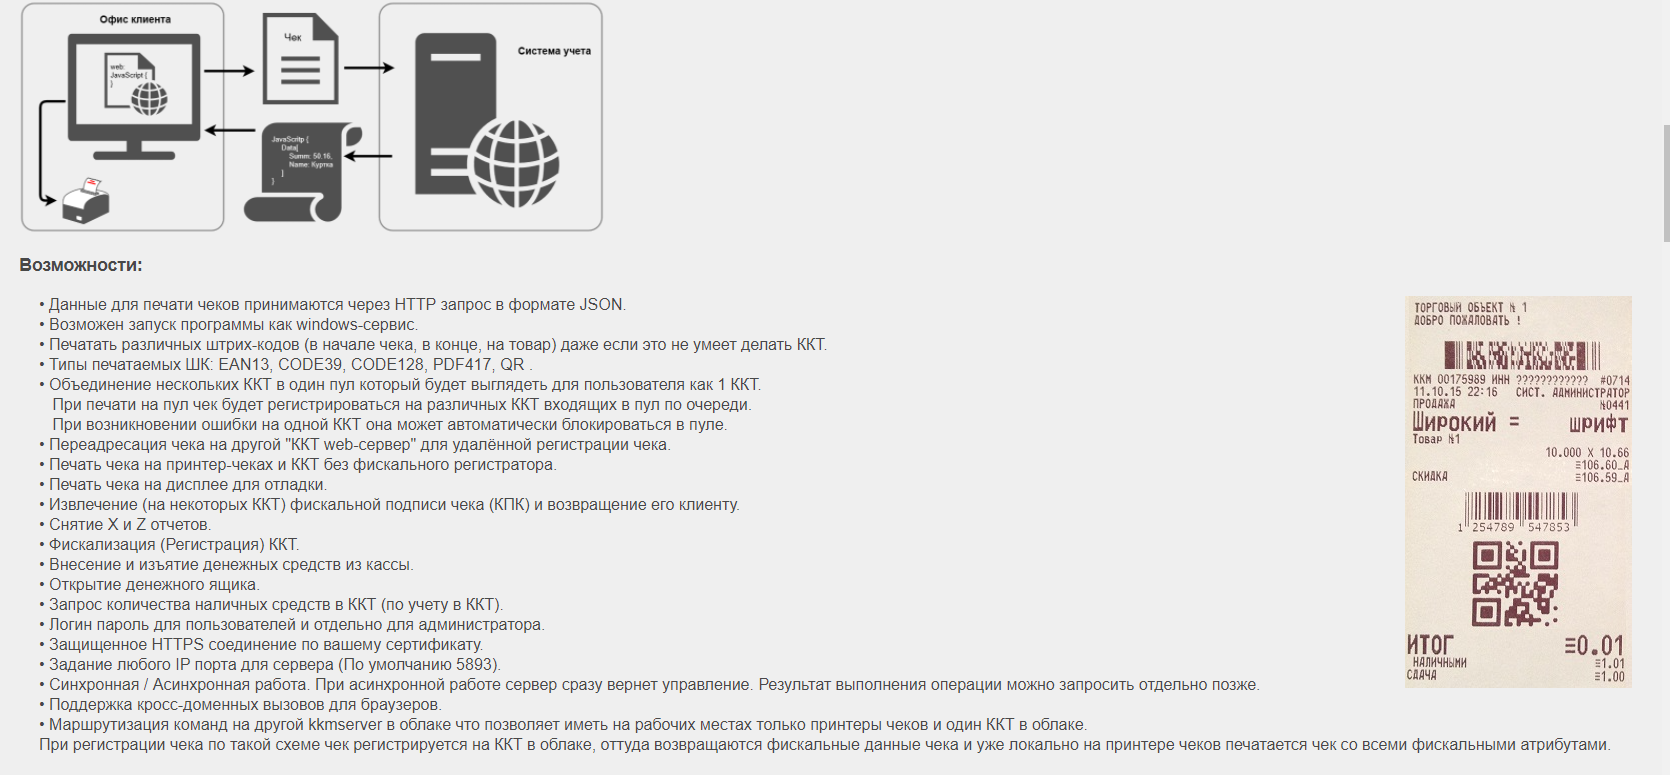 Офис клиента
Чек
Система учета
web:
JavaScript {
}
JavaScritp {
Data[
Summ: 50.16,
Name: Куртка
]
}
Возможности:
• Данные для печати чеков принимаются через HTTP запрос в формате JSON.
• Возможен запуск программы как windows-сервис.
• Печатать различных штрих-кодов (в начале чека, в конце, на товар) даже если это не умеет делать ККТ.
• Типы печатаемых ШК: EAN13, CODE39, CODE128, PDF417, QR .
• Объединение нескольких ККТ в один пул который будет выглядеть для пользователя как 1 ККТ.
При печати на пул чек будет регистрироваться на различных ККТ входящих в пул по очереди.
При возникновении ошибки на одной ККТ она может автоматически блокироваться в пуле.
• Переадресация чека на другой "ККТ web-сервер" для удалённой регистрации чека.
• Печать чека на принтер-чеках и ККТ без фискального регистратора.
• Печать чека на дисплее для отладки.
• Извлечение (на некоторых ККТ) фискальной подписи чека (КПК) и возвращение его клиенту.
• Снятие X и Z отчетов.
• Фискализация (Регистрация) ККТ.
• Внесение и изъятие денежных средств из кассы.
• Открытие денежного ящика.
• Запрос количества наличных средств в ККТ (по учету в ККТ).
• Логин пароль для пользователей и отдельно для администратора.
• Защищенное HTTPS соединение по вашему сертификату.
• Задание любого IP порта для сервера (По умолчанию 5893).
• Синхронная / Асинхронная работа. При асинхронной работе сервер сразу вернет управление. Результат выполнения операции можно запросить отдельно позже.
• Поддержка кросс-доменных вызовов для браузеров.
• Маршрутизация команд на другой kkmserver в облаке что позволяет иметь на рабочих местах только принтеры чеков и один ККТ в облаке.
При регистрации чека по такой схеме чек регистрируется на ККТ в облаке, оттуда возвращаются фискальные данные чека и уже локально на принтере чеков печатается чек со всеми фискальными атрибутами.
ТОРГОВЫЙ ОБЪЕКТ № 1
ДОБРО ПОЖАЛОВАТЬ !
ККМ 00175989 ИНН ???????????? #0714
11.10.15 22:16 СИСТ. АДМИНИСТРАТОР
ПРОДАЖА №0441
Широкий = шрифт
Товар №1
10.000 X 10.66
≡106.60_А
СКИДКА ≡106.59_А
1 254789 547853
ИТОГ ≡0.01
НАЛИЧНЫМИ ≡1.01
СДАЧА ≡1.00